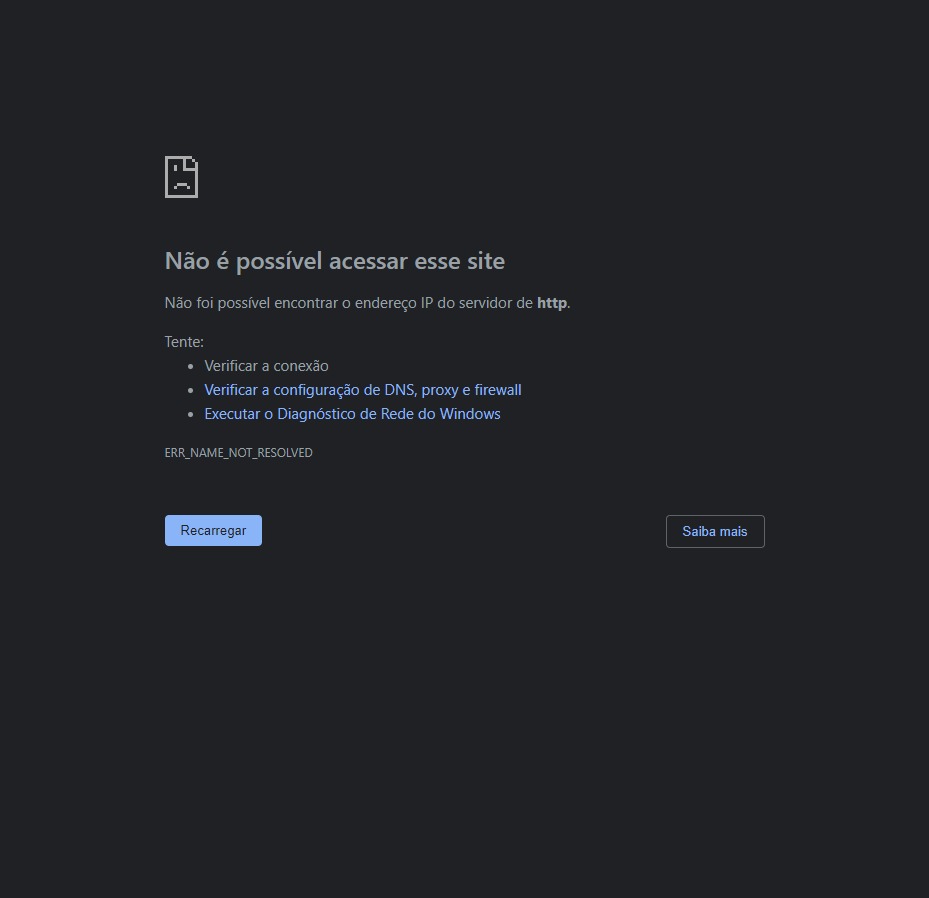 Não é possível acessar esse site
Não foi possível encontrar o endereço IP do servidor de http.
Tente:
• Verificar a conexão
• Verificar a configuração de DNS, proxy e firewall
• Executar o Diagnóstico de Rede do Windows
ERR_NAME_NOT_RESOLVED
Recarregar
Saiba mais